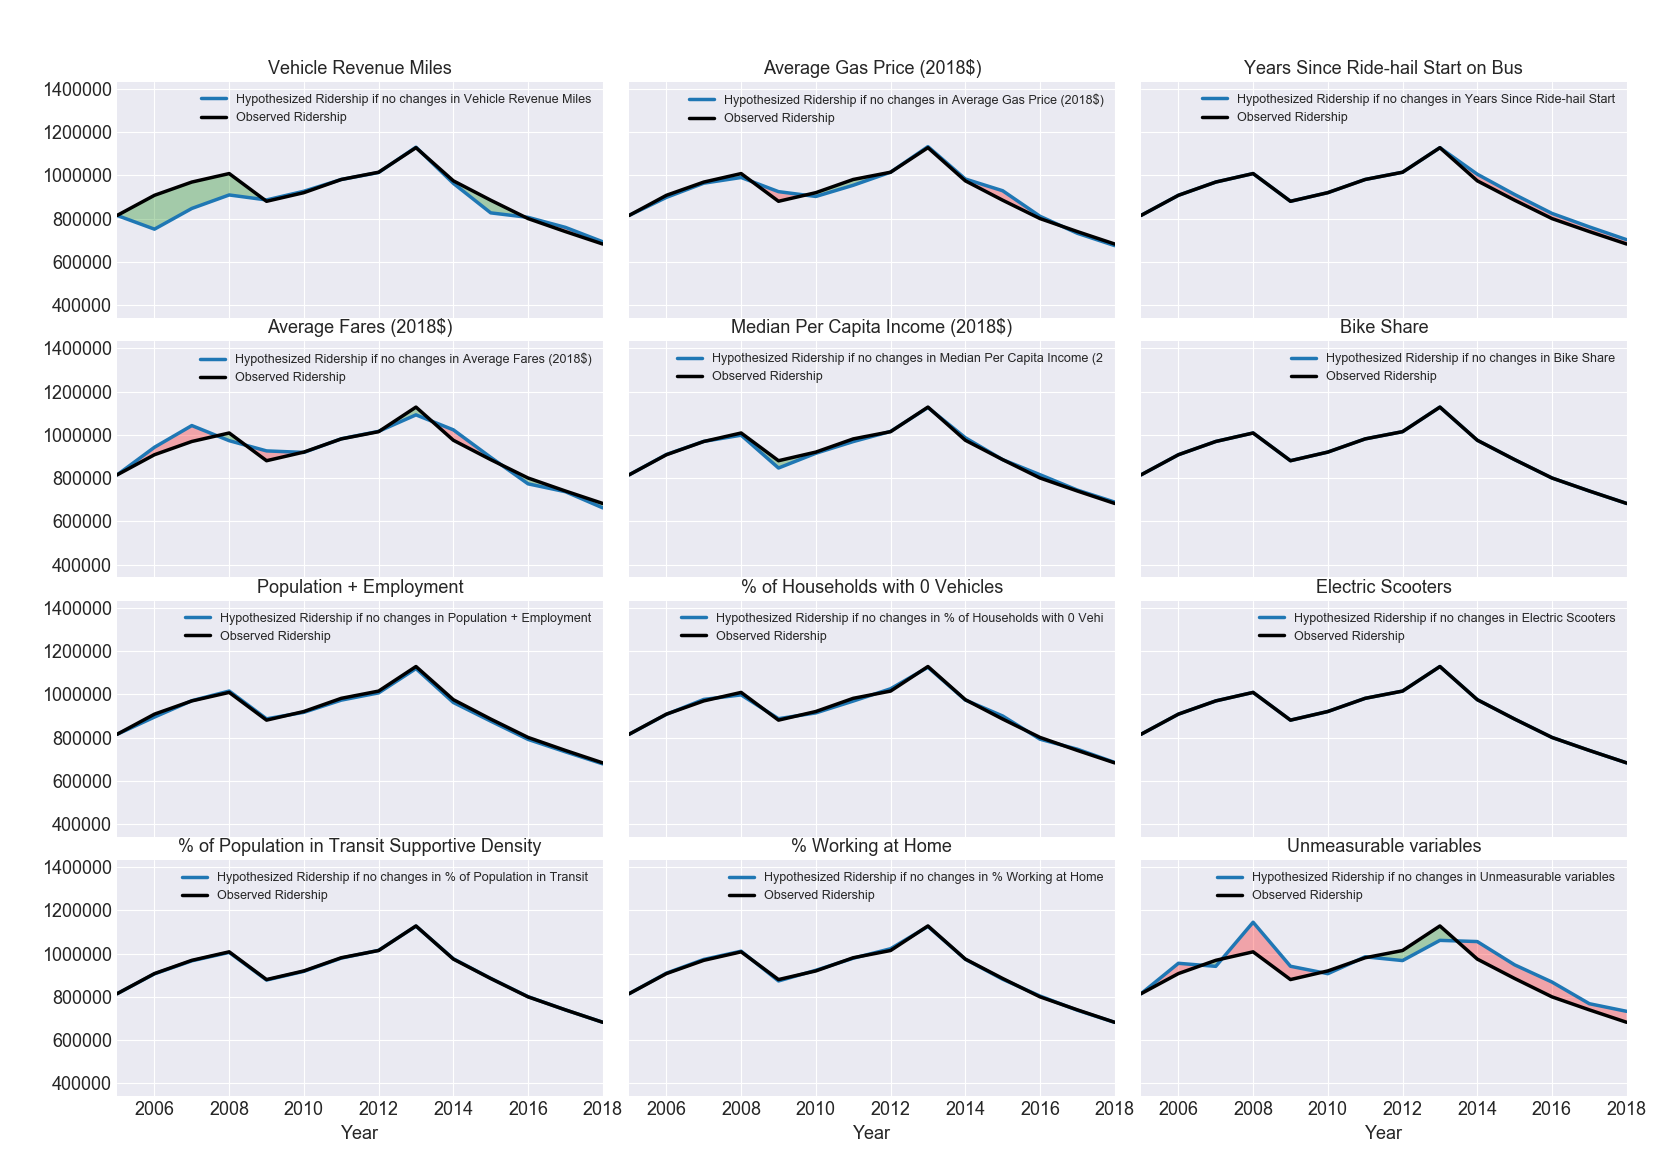 Vehicle Revenue Miles
1400000
1200000
1000000
800000
600000
400000
Hypothesized Ridership if no changes in Vehicle Revenue Miles
Observed Ridership
Average Gas Price (2018$)
Hypothesized Ridership if no changes in Average Gas Price (2018$)
Observed Ridership
Years Since Ride-hail Start on Bus
Hypothesized Ridership if no changes in Years Since Ride-hail Start
Observed Ridership
Average Fares (2018$)
1400000
1200000
1000000
800000
600000
400000
Hypothesized Ridership if no changes in Average Fares (2018$)
Observed Ridership
Median Per Capita Income (2018$)
Hypothesized Ridership if no changes in Median Per Capita Income (2
Observed Ridership
Bike Share
Hypothesized Ridership if no changes in Bike Share
Observed Ridership
Population + Employment
1400000
1200000
1000000
800000
600000
400000
Hypothesized Ridership if no changes in Population + Employment
Observed Ridership
% of Households with 0 Vehicles
Hypothesized Ridership if no changes in % of Households with 0 Vehi
Observed Ridership
Electric Scooters
Hypothesized Ridership if no changes in Electric Scooters
Observed Ridership
% of Population in Transit Supportive Density
1400000
1200000
1000000
800000
600000
400000
Hypothesized Ridership if no changes in % of Population in Transit
Observed Ridership
2006 2008 2010 2012 2014 2016 2018
Year
% Working at Home
Hypothesized Ridership if no changes in % Working at Home
Observed Ridership
2006 2008 2010 2012 2014 2016 2018
Year
Unmeasurable variables
Hypothesized Ridership if no changes in Unmeasurable variables
Observed Ridership
2006 2008 2010 2012 2014 2016 2018
Year